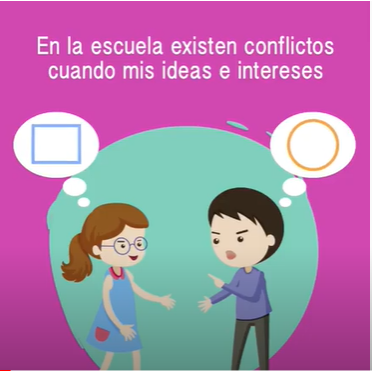 En la escuela existen conflictos
cuando mis ideas e intereses